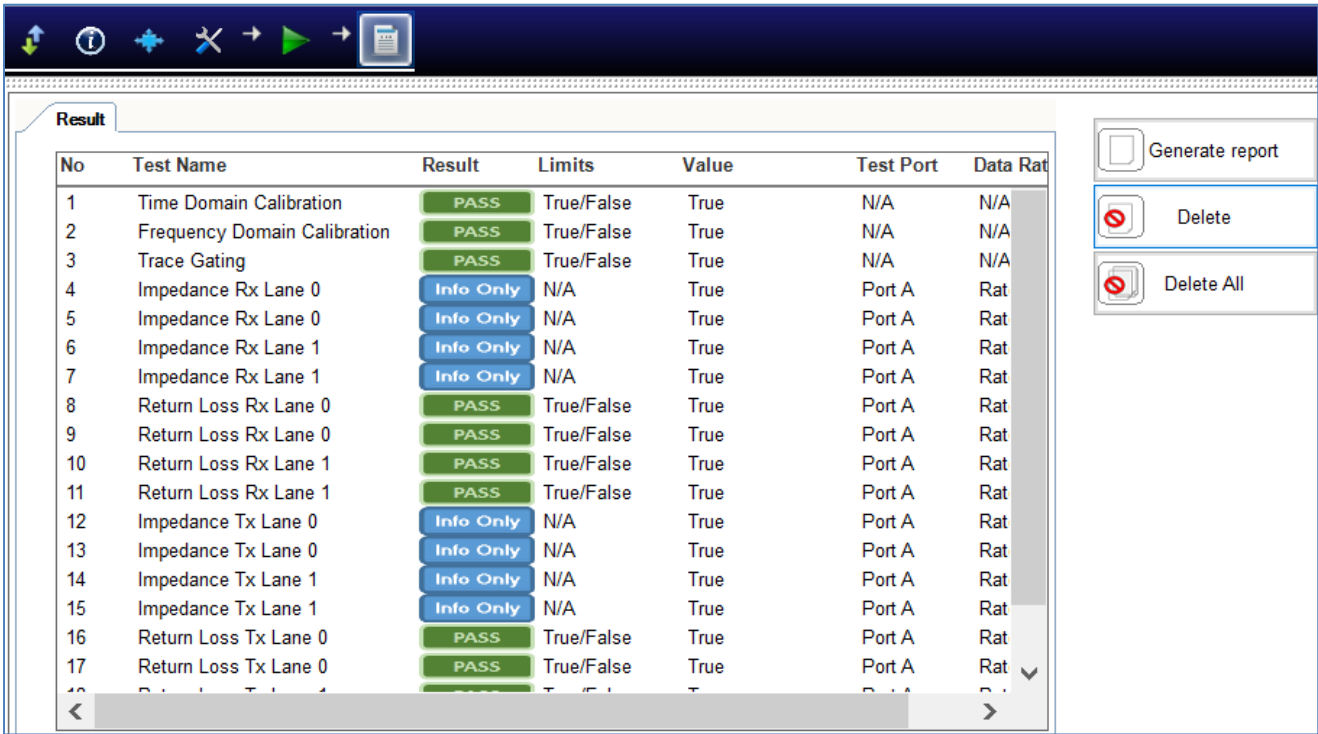 Result
Generate report
Delete
Delete All
No Test Name Result Limits Value Test Port Data Rat
1 Time Domain Calibration PASS True/False True N/A N/A
2 Frequency Domain Calibration PASS True/False True N/A N/A
3 Trace Gating PASS True/False True N/A N/A
4 Impedance Rx Lane 0 Info Only N/A True Port A Rat
5 Impedance Rx Lane 0 Info Only N/A True Port A Rat
6 Impedance Rx Lane 1 Info Only N/A True Port A Rat
7 Impedance Rx Lane 1 Info Only N/A True Port A Rat
8 Return Loss Rx Lane 0 PASS True/False True Port A Rat
9 Return Loss Rx Lane 0 PASS True/False True Port A Rat
10 Return Loss Rx Lane 1 PASS True/False True Port A Rat
11 Return Loss Rx Lane 1 PASS True/False True Port A Rat
12 Impedance Tx Lane 0 Info Only N/A True Port A Rat
13 Impedance Tx Lane 0 Info Only N/A True Port A Rat
14 Impedance Tx Lane 1 Info Only N/A True Port A Rat
15 Impedance Tx Lane 1 Info Only N/A True Port A Rat
16 Return Loss Tx Lane 0 PASS True/False True Port A Rat
17 Return Loss Tx Lane 0 PASS True/False True Port A Rat